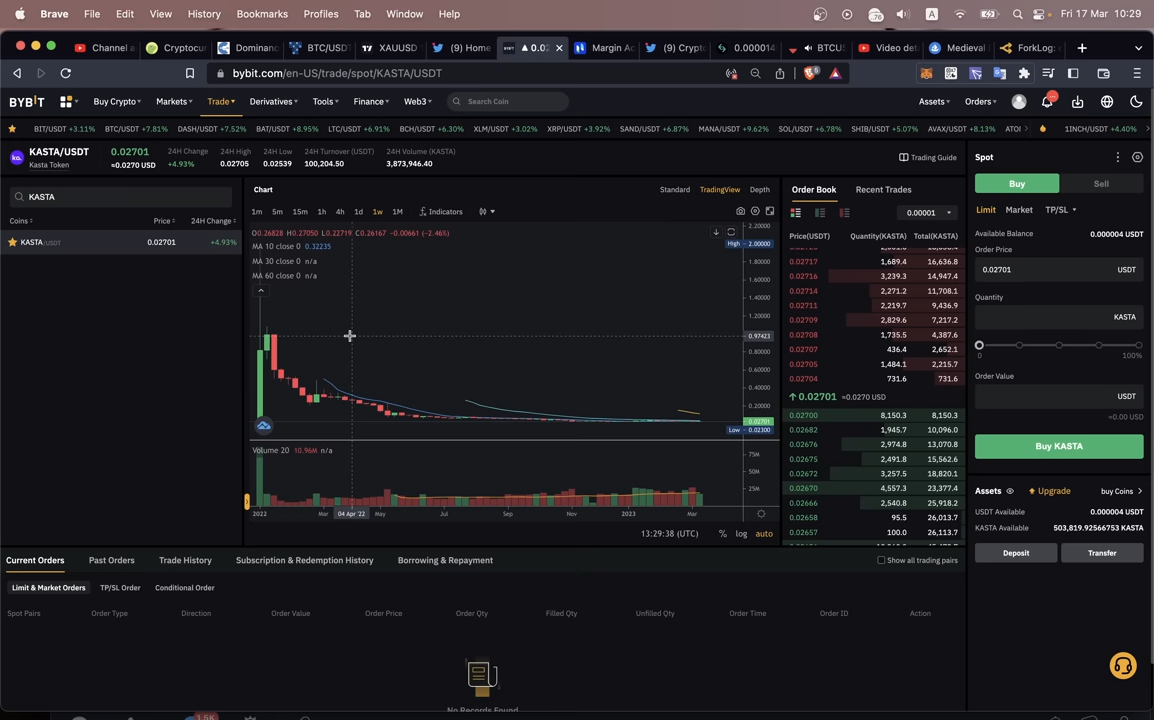 Brave File Edit View History Bookmarks Profiles Tab Window Help 76 A Fri 17 Mar 10:29
Channel a Cryptocur Dominanc BTC/USDT XAUUSD (9) Home ▲ 0.02 Margin Ac (9) Crypto 0.000014 BTCUS Video det Medieval I ForkLog:
bybit.com/en-US/trade/spot/KASTA/USDT 6
BYBIT Buy Crypto Markets Trade Derivatives Tools Finance Web3 Search Coin Assets Orders
BIT/USDT +3.11% BTC/USDT +7.81% DASH/USDT +7.52% BAT/USDT +8.95% LTC/USDT +6.91% BCH/USDT +6.30% XLM/USDT +3.02% XRP/USDT +3.92% SAND/USDT +6.87% MANA/USDT +9.62% SOL/USDT +6.78% SHIB/USDT +5.07% AVAX/USDT +8.13% ATOI 1INCH/USDT +4.40%
ko. KASTA/USDT 0.02701 24H Change 24H High 24H Low 24H Turnover (USDT) 24H Volume (KASTA)
Kasta Token ≈0.0270 USD +4.93% 0.02705 0.02539 100,204.50 3,873,946.40
Trading Guide
KASTA
Coins Price 24H Change
KASTA/USDT 0.02701 +4.93%
Chart Standard TradingView Depth
1m 5m 15m 1h 4h 1d 1w 1M Indicators
O0.26828 H0.27050 L0.22719 C0.26167 -0.00661 (-2.46%)
MA 10 close 0 0.32235
MA 30 close 0 n/a
MA 60 close 0 n/a
2.20000
High 2.00000
1.80000
1.60000
1.40000
1.20000
0.97423
0.80000
0.60000
0.40000
0.20000
0.02701
Low 0.02300
Volume 20 10.96M n/a
75M
50M
25M
2022 Mar 04 Apr '22 May Jul Sep Nov 2023 Mar
13:29:38 (UTC) % log auto
Order Book Recent Trades
0.00001
Price(USDT) Quantity(KASTA) Total(KASTA)
0.02717 1,689.4 16,636.8
0.02716 3,239.3 14,947.4
0.02714 2,271.2 11,708.1
0.02711 2,219.7 9,436.9
0.02709 2,829.6 7,217.2
0.02708 1,735.5 4,387.6
0.02707 436.4 2,652.1
0.02705 1,484.1 2,215.7
0.02704 731.6 731.6
0.02701 ≈0.0270 USD
0.02700 8,150.3 8,150.3
0.02682 1,945.7 10,096.0
0.02676 2,974.8 13,070.8
0.02675 2,491.8 15,562.6
0.02672 3,257.5 18,820.1
0.02670 4,557.3 23,377.4
0.02666 2,540.8 25,918.2
0.02658 95.5 26,013.7
0.02657 100.0 26,113.7
Spot
Buy Sell
Limit Market TP/SL
Available Balance 0.000004 USDT
Order Price
0.02701 USDT
Quantity
KASTA
0 100%
Order Value
USDT
≈0.00 USD
Buy KASTA
Assets Upgrade buy Coins
USDT Available 0.000004 USDT
KASTA Available 503,819.92566753 KASTA
Deposit Transfer
Current Orders Past Orders Trade History Subscription & Redemption History Borrowing & Repayment Show all trading pairs
Limit & Market Orders TP/SL Order Conditional Order
Spot Pairs Order Type Direction Order Value Order Price Order Qty Filled Qty Unfilled Qty Order Time Order ID Action
No Records Found
1.5K